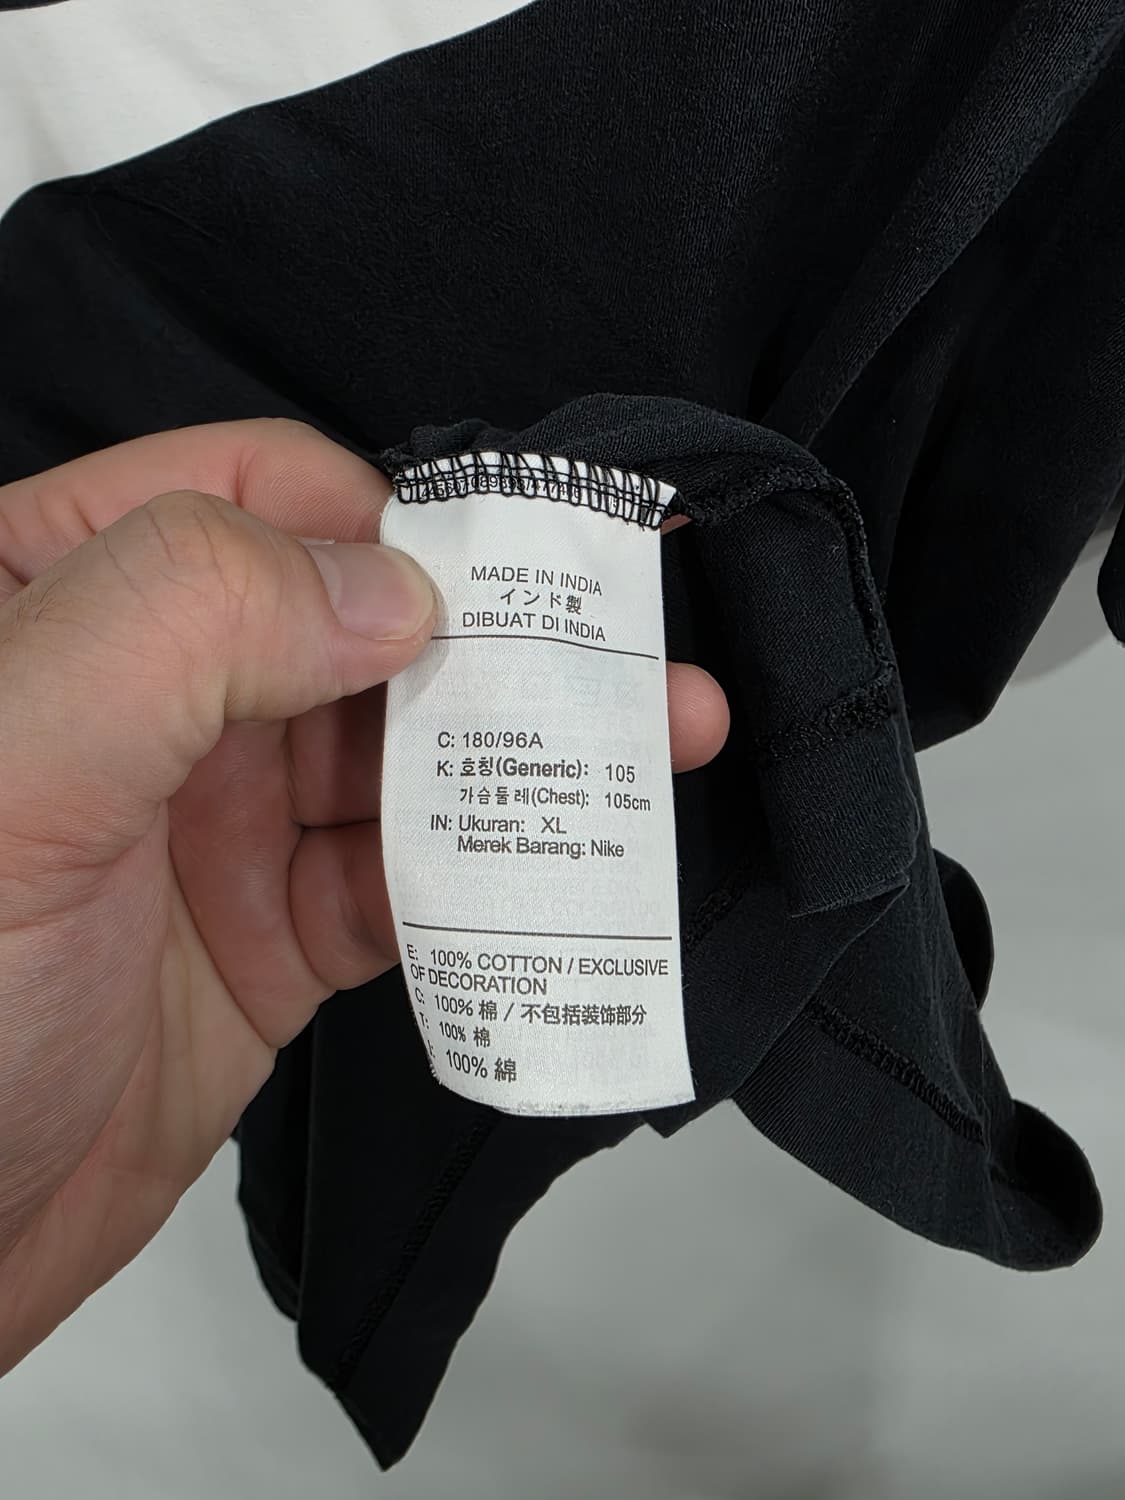 MADE IN INDIA
インド製
DIBUAT DI INDIA
C: 180/96A
K: 호칭(Generic): 105
가슴둘레(Chest): 105cm
IN: Ukuran: XL
Merek Barang: Nike
E: 100% COTTON / EXCLUSIVE
OF DECORATION
C: 100% 棉 / 不包括装饰部分
T: 100% 棉
100% 綿